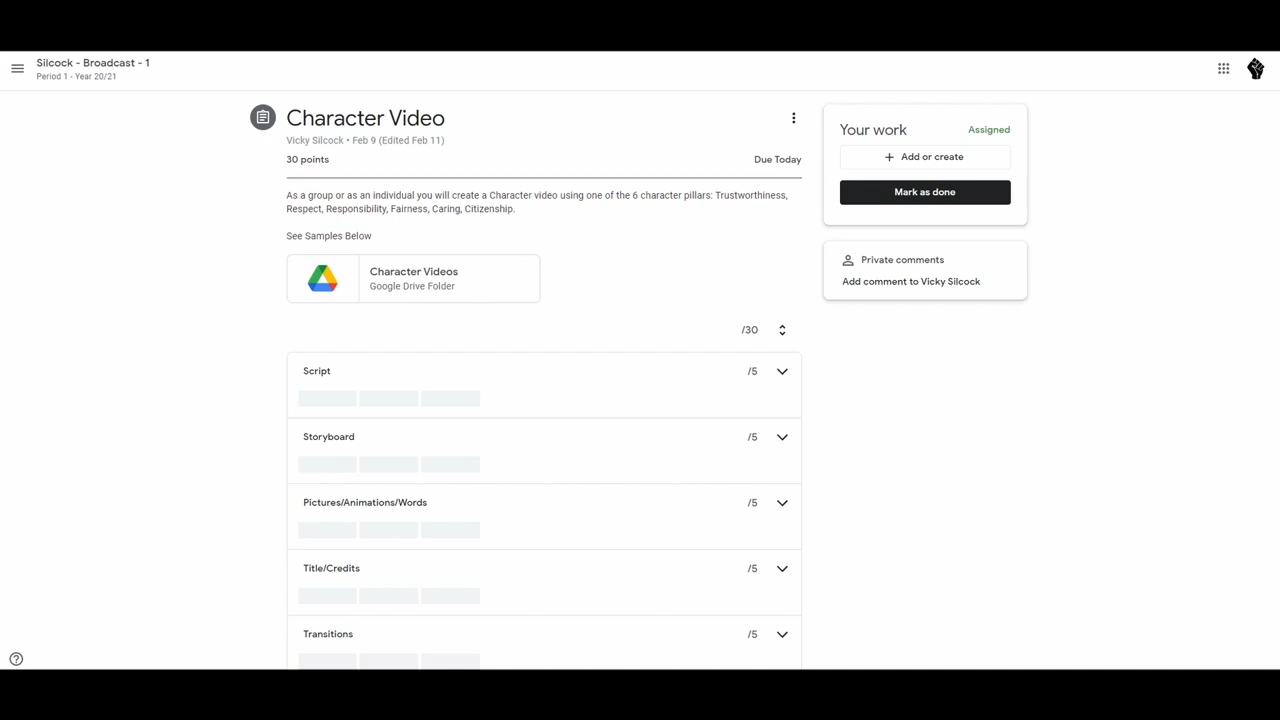 Silcock - Broadcast - 1
Period 1 - Year 20/21
Character Video
Vicky Silcock • Feb 9 (Edited Feb 11)
30 points
Due Today
As a group or as an individual you will create a Character video using one of the 6 character pillars: Trustworthiness,
Respect, Responsibility, Fairness, Caring, Citizenship.
See Samples Below
Character Videos
Google Drive Folder
/30
Script /5
Storyboard /5
Pictures/Animations/Words /5
Title/Credits /5
Transitions /5
Your work Assigned
+ Add or create
Mark as done
Private comments
Add comment to Vicky Silcock